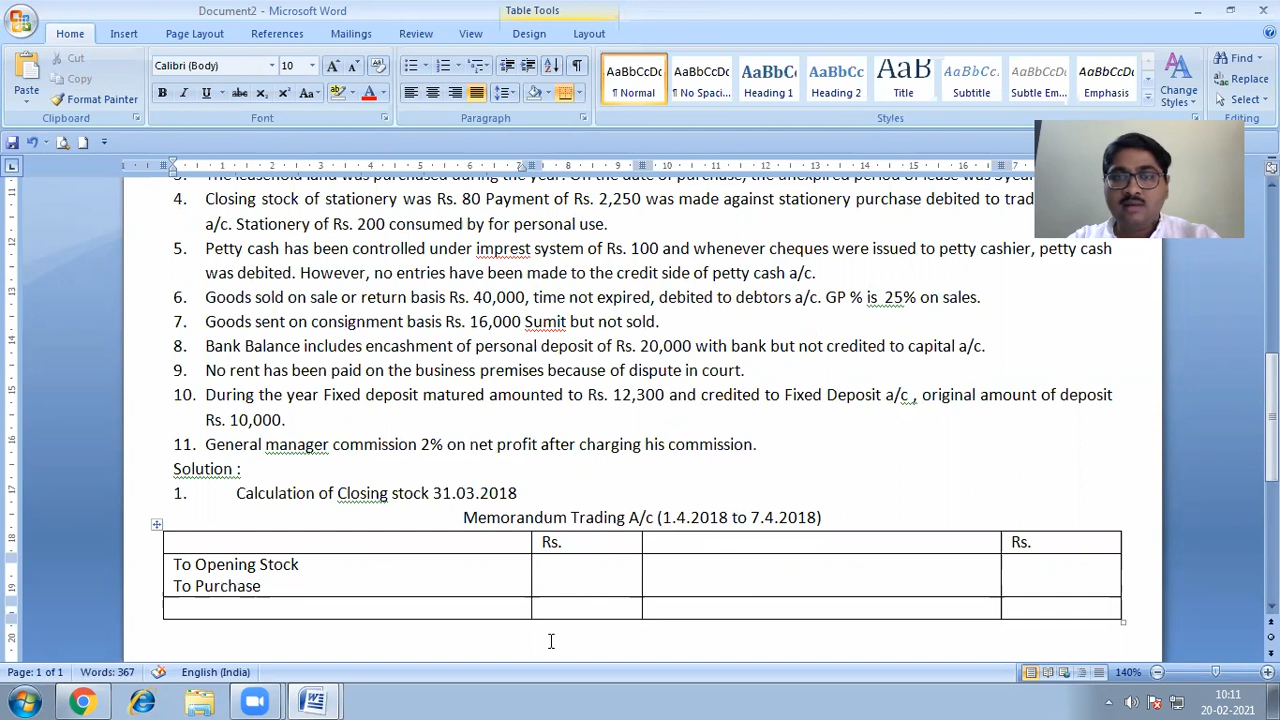 Document2 - Microsoft Word
Table Tools
Home
Insert
Page Layout
References
Mailings
Review
View
Design
Layout
Cut
Copy
Format Painter
Paste
Clipboard
Calibri (Body)
10
Font
Paragraph
AaBbCcDc
¶ Normal
AaBbCcDc
¶ No Spaci...
AaBbC
Heading 1
AaBbCc
Heading 2
AaB
Title
AaBbCc.
Subtitle
AaBbCcDc
Subtle Em...
AaBbCcDc
Emphasis
Change
Styles
Styles
Find
Replace
Select
Editing
4. Closing stock of stationery was Rs. 80 Payment of Rs. 2,250 was made against stationery purchase debited to trad
a/c. Stationery of Rs. 200 consumed by for personal use.
5. Petty cash has been controlled under imprest system of Rs. 100 and whenever cheques were issued to petty cashier, petty cash
was debited. However, no entries have been made to the credit side of petty cash a/c.
6. Goods sold on sale or return basis Rs. 40,000, time not expired, debited to debtors a/c. GP % is 25% on sales.
7. Goods sent on consignment basis Rs. 16,000 Sumit but not sold.
8. Bank Balance includes encashment of personal deposit of Rs. 20,000 with bank but not credited to capital a/c.
9. No rent has been paid on the business premises because of dispute in court.
10. During the year Fixed deposit matured amounted to Rs. 12,300 and credited to Fixed Deposit a/c , original amount of deposit
Rs. 10,000.
11. General manager commission 2% on net profit after charging his commission.
Solution :
1. Calculation of Closing stock 31.03.2018
Memorandum Trading A/c (1.4.2018 to 7.4.2018)
Rs. Rs.
To Opening Stock
To Purchase
Page: 1 of 1
Words: 367
English (India)
140%
10:11
20-02-2021